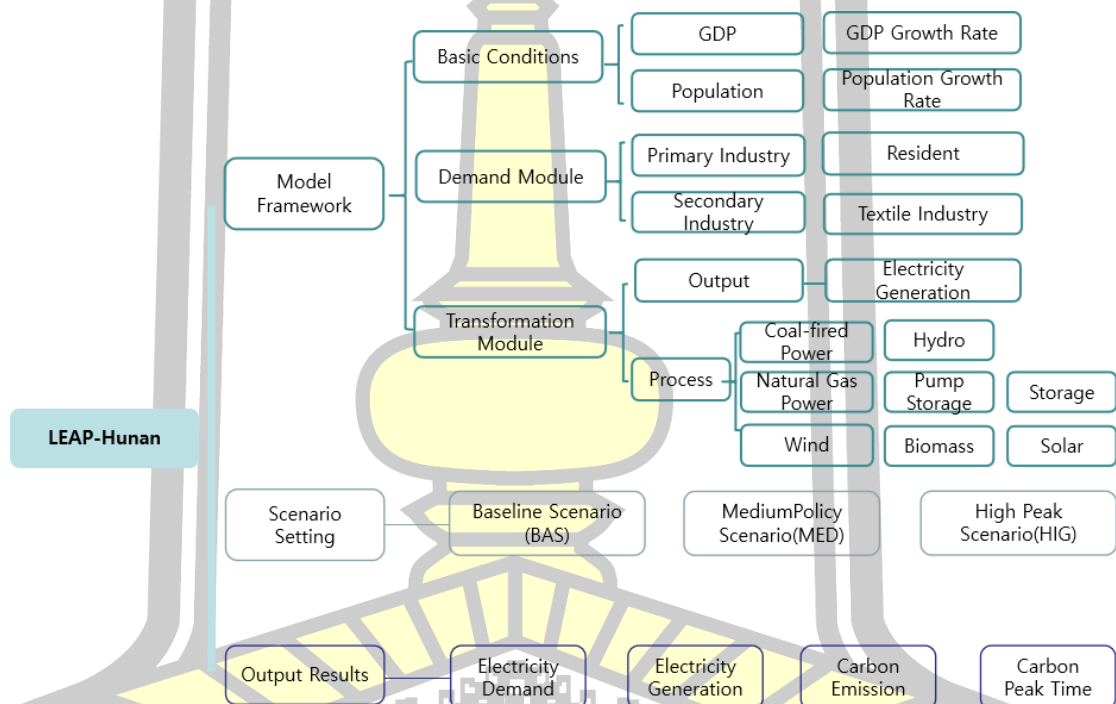 GDP
GDP Growth Rate
Basic Conditions
Population
Population Growth
Rate
Primary Industry
Resident
Model
Framework
Demand Module
Secondary
Industry
Textile Industry
Output
Electricity
Generation
Transformation
Module
Coal-fired
Power
Hydro
Process
Natural Gas
Power
Pump
Storage
Storage
LEAP-Hunan
Wind
Biomass
Solar
Scenario
Setting
Baseline Scenario
(BAS)
MediumPolicy
Scenario(MED)
High Peak
Scenario(HIG)
Output Results
Electricity
Demand
Electricity
Generation
Carbon
Emission
Carbon
Peak Time